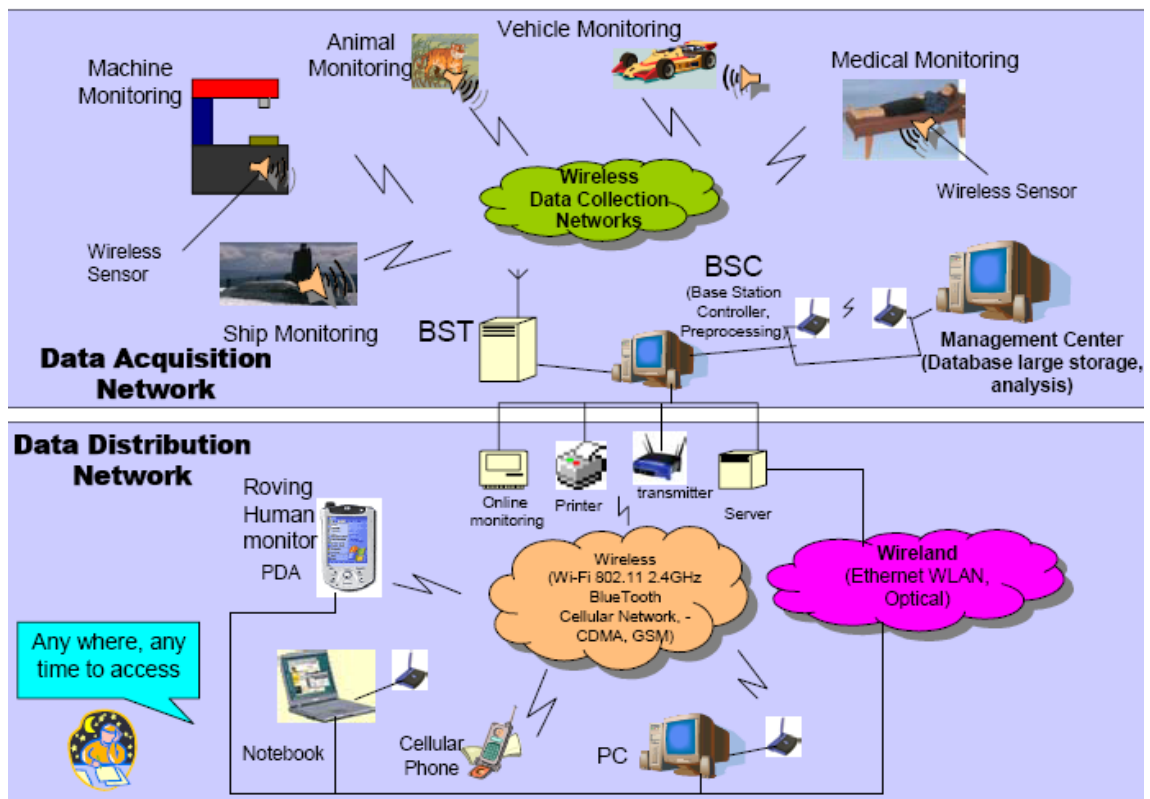 Machine
Monitoring
Animal
Monitoring
Vehicle Monitoring
Medical Monitoring
Wireless
Data Collection
Networks
Wireless Sensor
Wireless
Sensor
Ship Monitoring
BST
BSC
(Base Station
Controller,
Preprocessing)
Management Center
(Database large storage,
analysis)
Data Acquisition
Network
Data Distribution
Network
Online
monitoring
Printer
transmitter
Server
Roving
Human
monitor
PDA
Wireless
(Wi-Fi 802.11 2.4GHz
BlueTooth
Cellular Network, -
CDMA, GSM)
Wireland
(Ethernet WLAN,
Optical)
Any where, any
time to access
Notebook
Cellular
Phone
PC